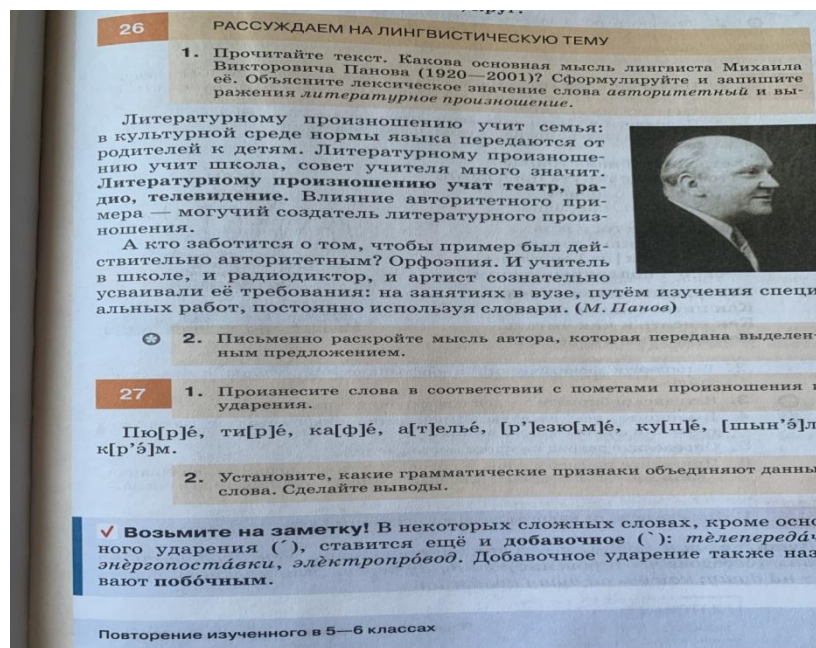 26
РАССУЖДАЕМ НА ЛИНГВИСТИЧЕСКУЮ ТЕМУ
1. Прочитайте текст. Какова основная мысль лингвиста Михаила
Викторовича Панова (1920—2001)? Сформулируйте и запишите
её. Объясните лексическое значение слова авторитетный и вы-
ражения литературное произношение.
Литературному произношению учит семья:
в культурной среде нормы языка передаются от
родителей к детям. Литературному произноше-
нию учит школа, совет учителя много значит.
Литературному произношению учат театр, ра-
дио, телевидение. Влияние авторитетного при-
мера — могучий создатель литературного произ-
ношения.
А кто заботится о том, чтобы пример был дей-
ствительно авторитетным? Орфоэпия. И учитель
в школе, и радиодиктор, и артист сознательно
усваивали её требования: на занятиях в вузе, путём изучения специ
альных работ, постоянно используя словари. (М. Панов)
2. Письменно раскройте мысль автора, которая передана выделен-
ным предложением.
27
1. Произнесите слова в соответствии с пометами произношения и
ударения.
Пю[р]е́, ти[р]е́, ка[ф]е́, а[т]елье́, [р’]езю[м]е́, ку[п]е́, [шын’э́]л
к[р’э́]м.
2. Установите, какие грамматические признаки объединяют данны
слова. Сделайте выводы.
✓ Возьмите на заметку! В некоторых сложных словах, кроме осно
ного ударения (´), ставится ещё и добавочное (`): тѐлепереда́ч
энѐргопоста́вки, элѐктропро́вод. Добавочное ударение также наз
вают побо́чным.
Повторение изученного в 5—6 классах